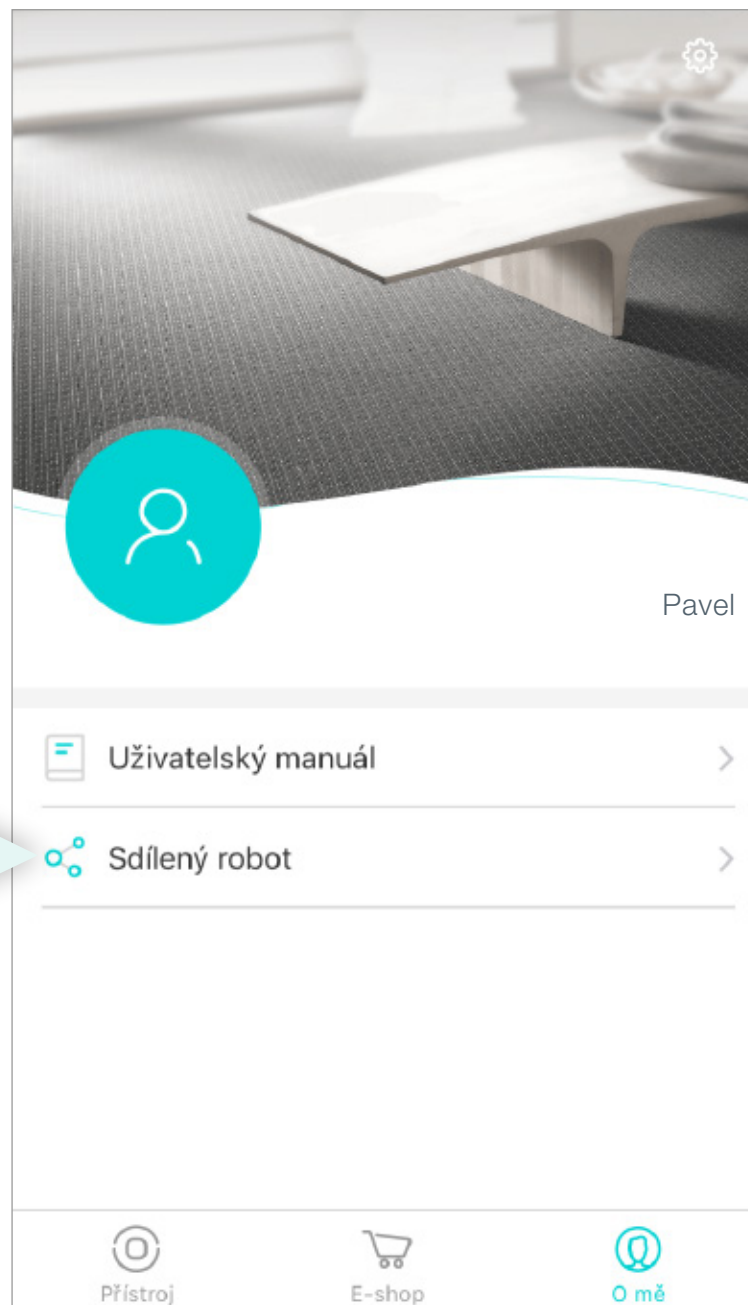 Pavel
Uživatelský manuál
Sdílený robot
Přístroj
E-shop
O mě